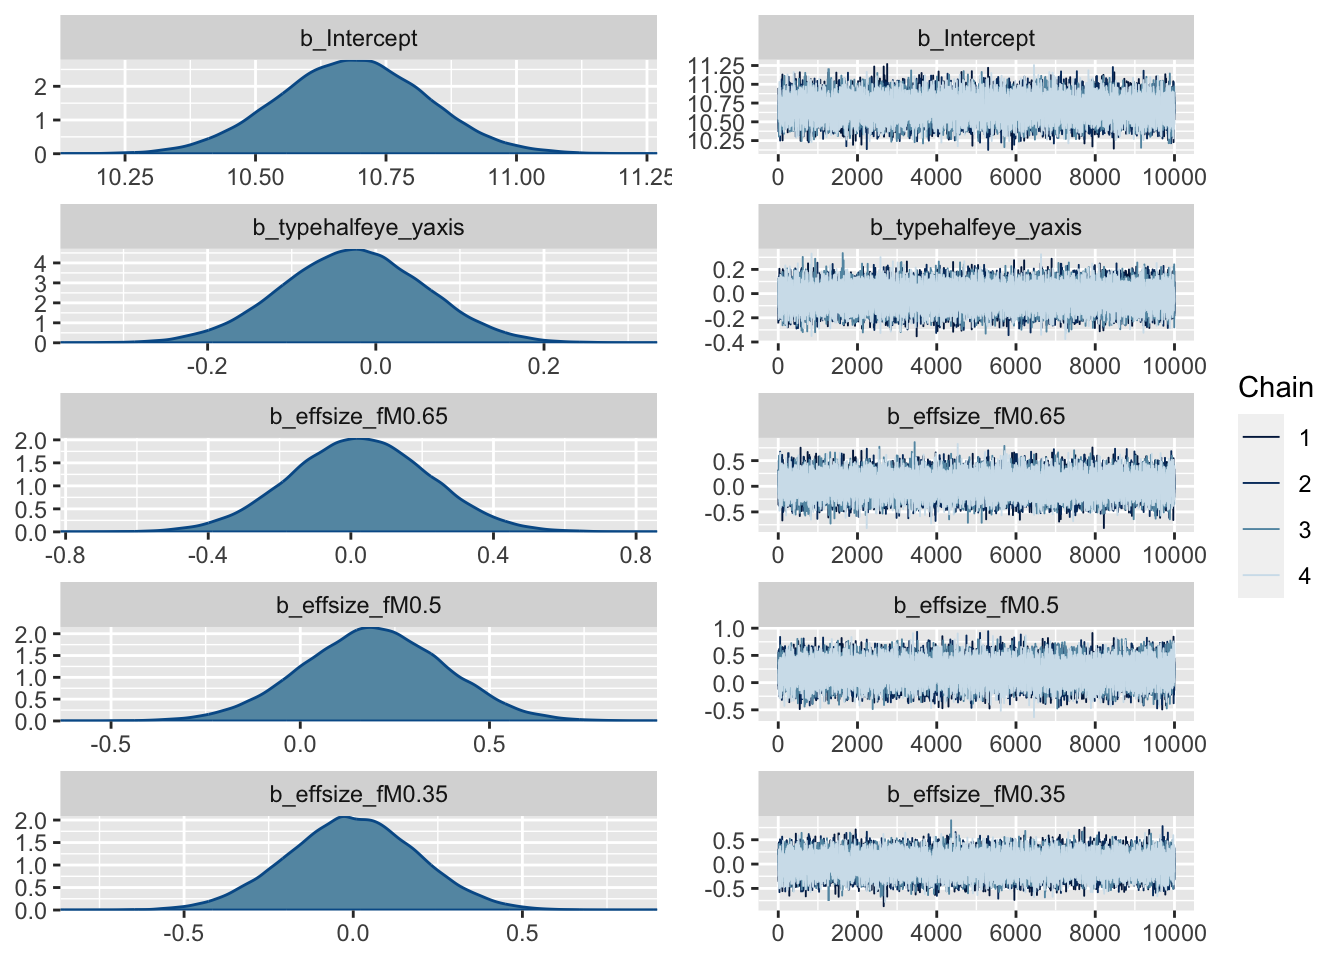 b_Intercept
2
1
0
10.25 10.50 10.75 11.00 11.25
b_Intercept
11.25
11.00
10.75
10.50
10.25
0 2000 4000 6000 8000 10000
b_typehalfeye_yaxis
4
3
2
1
0
-0.2 0.0 0.2
b_typehalfeye_yaxis
0.2
0.0
-0.2
-0.4
0 2000 4000 6000 8000 10000
b_effsize_fM0.65
2.0
1.5
1.0
0.5
0.0
-0.8 -0.4 0.0 0.4 0.8
b_effsize_fM0.65
0.5
0.0
-0.5
0 2000 4000 6000 8000 10000
b_effsize_fM0.5
2.0
1.5
1.0
0.5
0.0
-0.5 0.0 0.5
b_effsize_fM0.5
1.0
0.5
0.0
-0.5
0 2000 4000 6000 8000 10000
b_effsize_fM0.35
2.0
1.5
1.0
0.5
0.0
-0.5 0.0 0.5
b_effsize_fM0.35
0.5
0.0
-0.5
0 2000 4000 6000 8000 10000
Chain
1
2
3
4